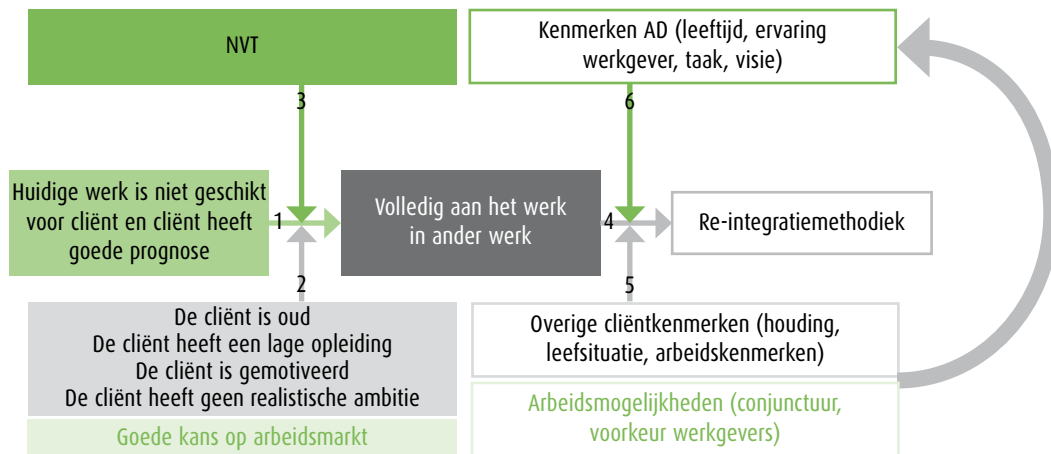 NVT
Kenmerken AD (leeftijd, ervaring
werkgever, taak, visie)
3
6
Huidige werk is niet geschikt
voor cliënt en cliënt heeft
goede prognose
1
Volledig aan het werk
in ander werk
4
Re-integratiemethodiek
2
5
De cliënt is oud
De cliënt heeft een lage opleiding
De cliënt is gemotiveerd
De cliënt heeft geen realistische ambitie
Goede kans op arbeidsmarkt
Overige cliëntkenmerken (houding,
leefsituatie, arbeidskenmerken)
Arbeidsmogelijkheden (conjunctuur,
voorkeur werkgevers)